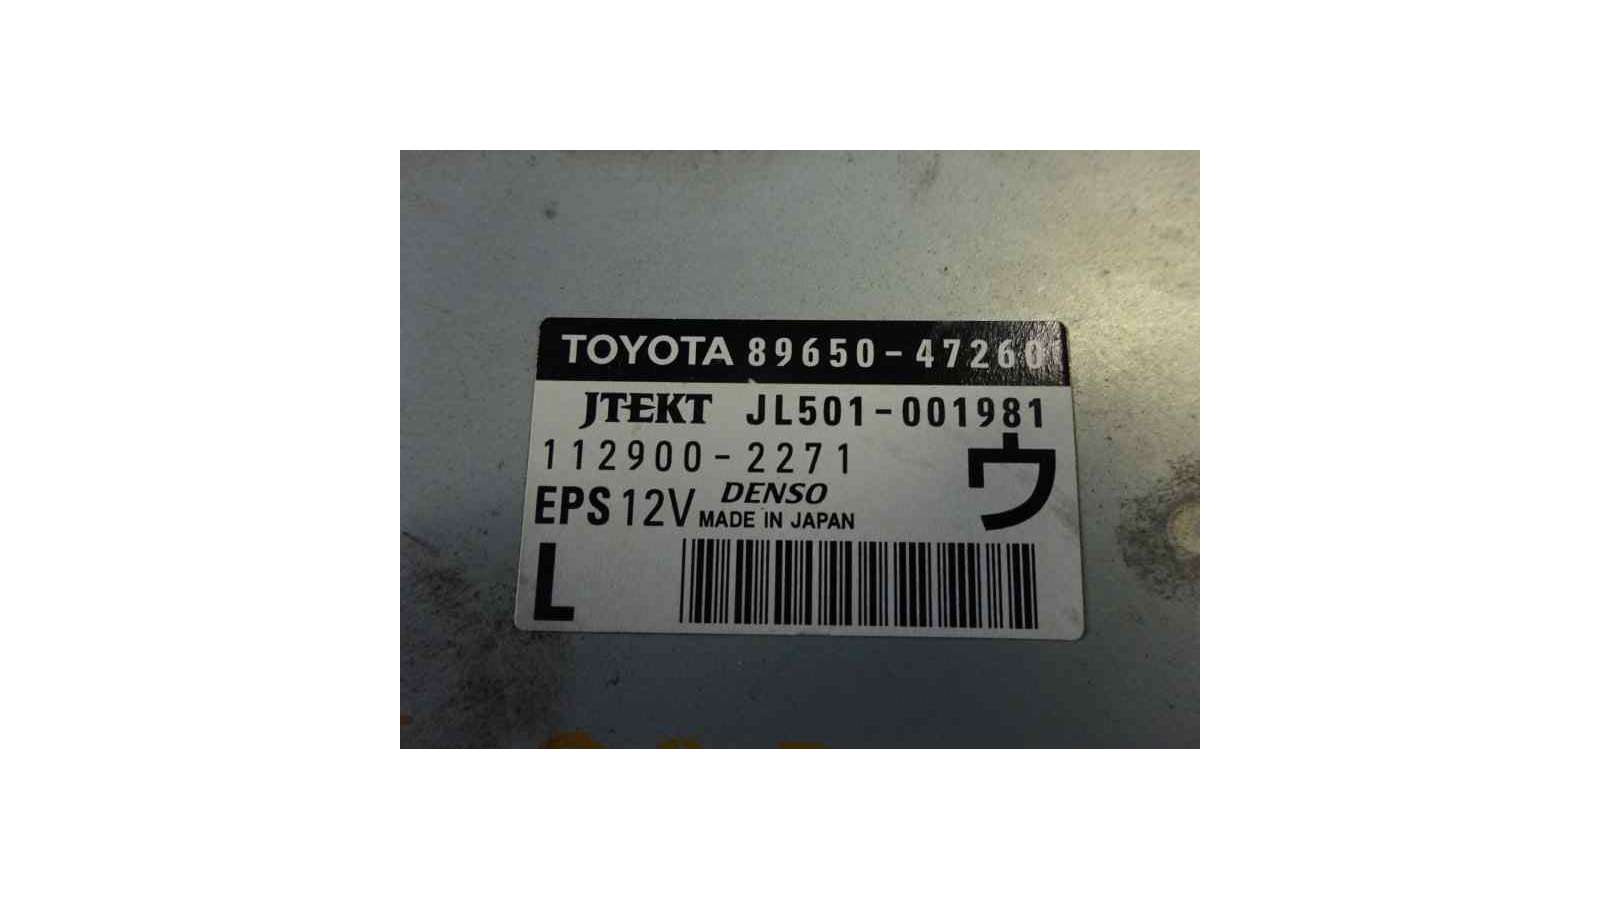 TOYOTA 89650-47260
JTEKT JL501-001981
112900-2271
ウ
EPS 12V DENSO
MADE IN JAPAN
L